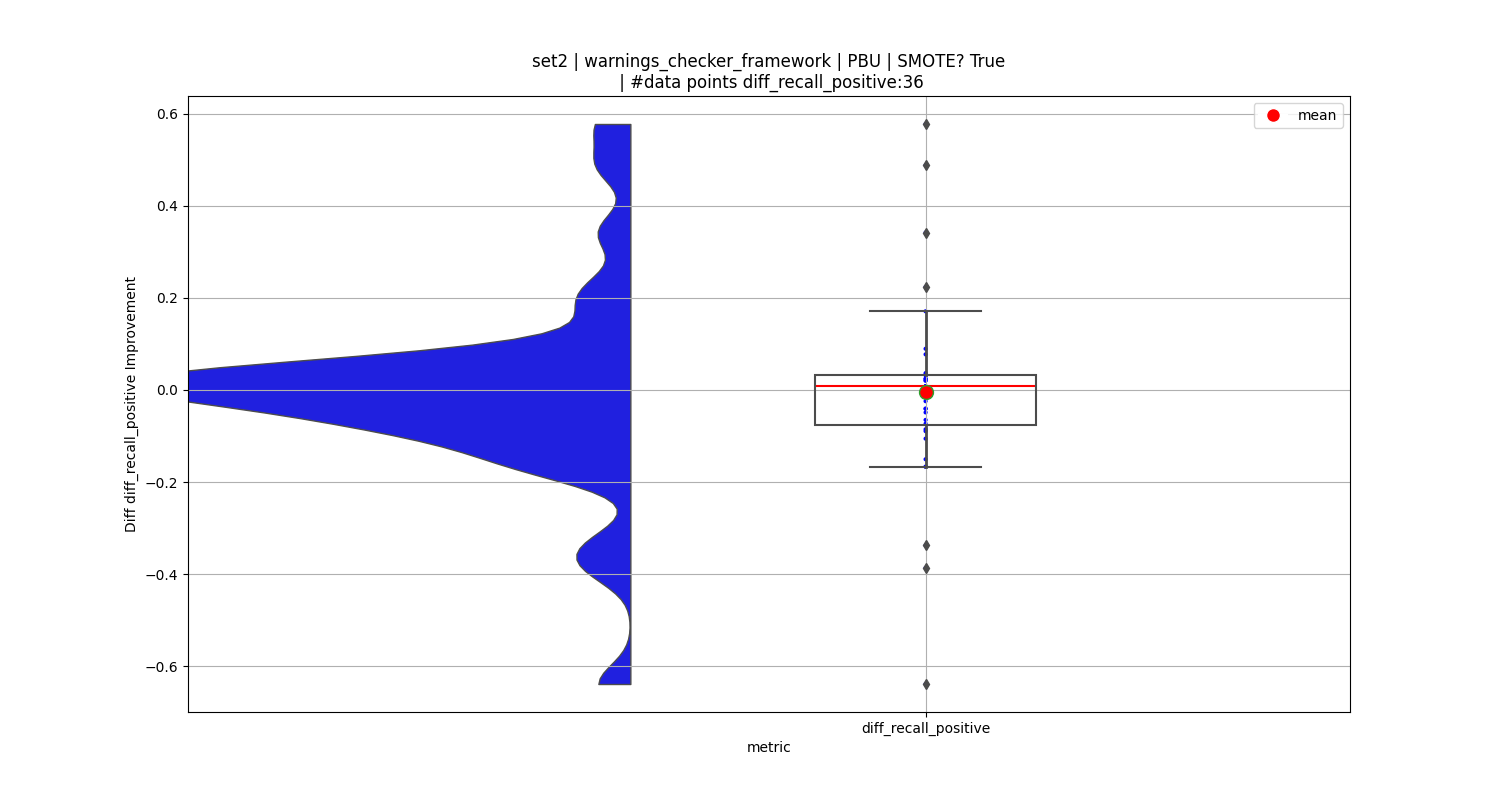 set2 | warnings_checker_framework | PBU | SMOTE? True
| #data points diff_recall_positive:36
mean
0.6
0.4
0.2
0.0
−0.2
−0.4
−0.6
Diff diff_recall_positive Improvement
diff_recall_positive
metric